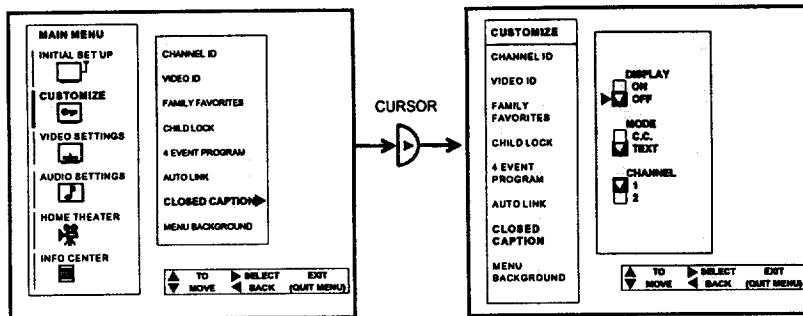 MAIN MENU
INITIAL SET UP
CUSTOMIZE
VIDEO SETTINGS
AUDIO SETTINGS
HOME THEATER
INFO CENTER
CHANNEL ID
VIDEO ID
FAMILY FAVORITES
CHILD LOCK
4 EVENT PROGRAM
AUTO LINK
CLOSED CAPTION
MENU BACKGROUND
TO SELECT EXIT
MOVE BACK (QUIT MENU)
CURSOR
CUSTOMIZE
CHANNEL ID
VIDEO ID
FAMILY
FAVORITES
CHILD LOCK
4 EVENT
PROGRAM
AUTO LINK
CLOSED
CAPTION
MENU
BACKGROUND
DISPLAY
ON
OFF
MODE
C.C.
TEXT
CHANNEL
1
2
TO SELECT EXIT
MOVE BACK (QUIT MENU)